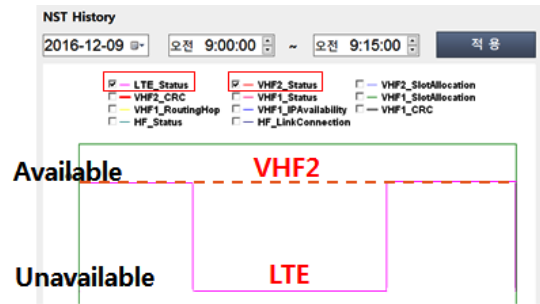 NST History
2016-12-09 오전 9:00:00 ~ 오전 9:15:00 적 용
LTE_Status VHF2_Status VHF2_SlotAllocation
VHF2_CRC VHF1_Status VHF1_SlotAllocation
VHF1_RoutingHop VHF1_IPAvailability VHF1_CRC
HF_Status HF_LinkConnection
Available VHF2
Unavailable LTE